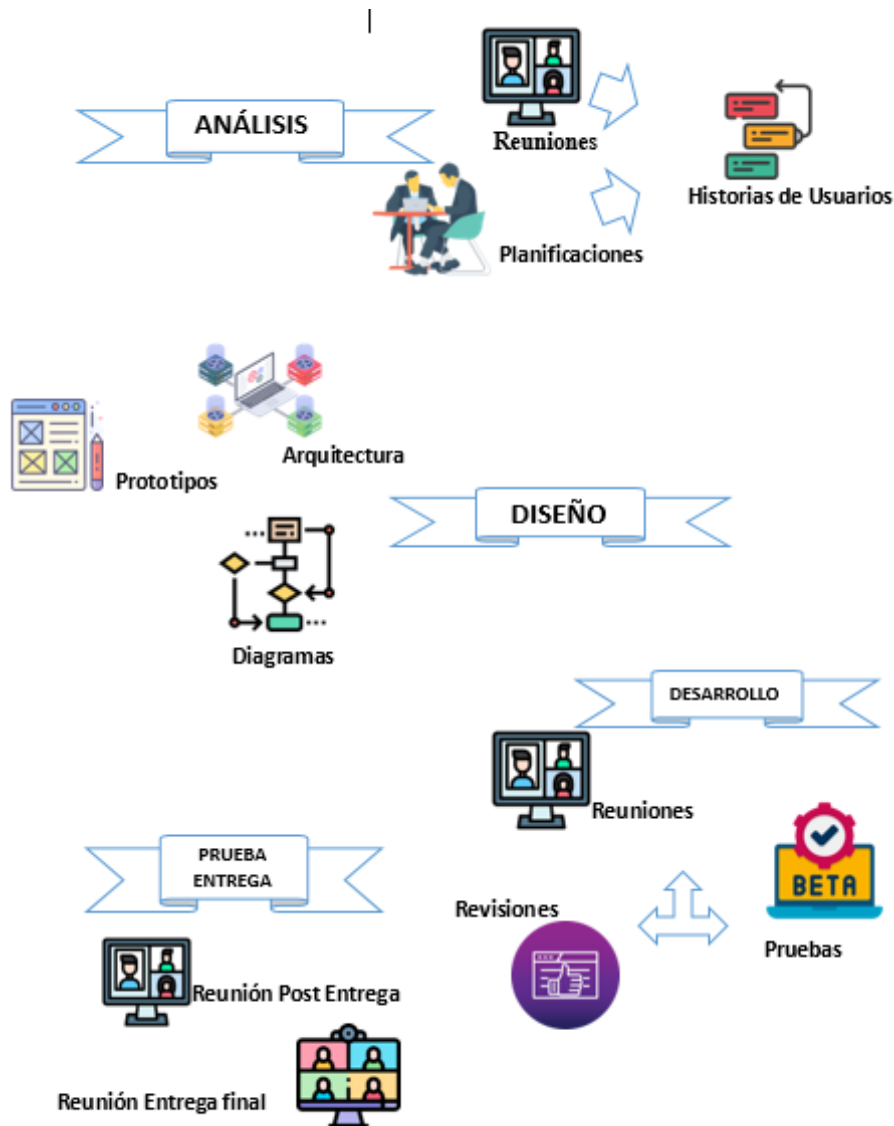 ANÁLISIS
Reuniones
Historias de Usuarios
Planificaciones
Arquitectura
Prototipos
DISEÑO
Diagramas
DESARROLLO
Reuniones
PRUEBA
ENTREGA
BETA
Revisiones
Pruebas
Reunión Post Entrega
Reunión Entrega final